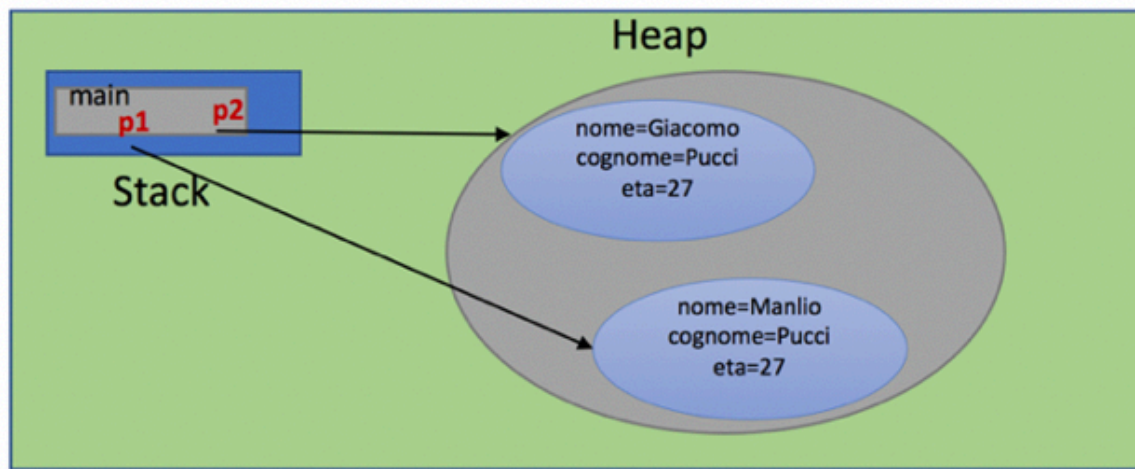 Heap
main
p1
p2
Stack
nome=Giacomo
cognome=Pucci
eta=27
nome=Manlio
cognome=Pucci
eta=27